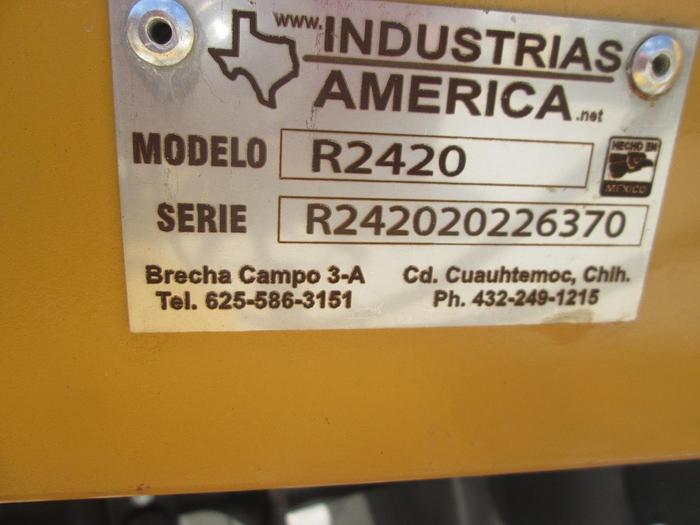 www. INDUSTRIAS
AMERICA .net
MODELO R2420
HECHO EN
MEXICO
SERIE R242020226370
Brecha Campo 3-A Cd. Cuauhtemoc, Chih.
Tel. 625-586-3151 Ph. 432-249-1215